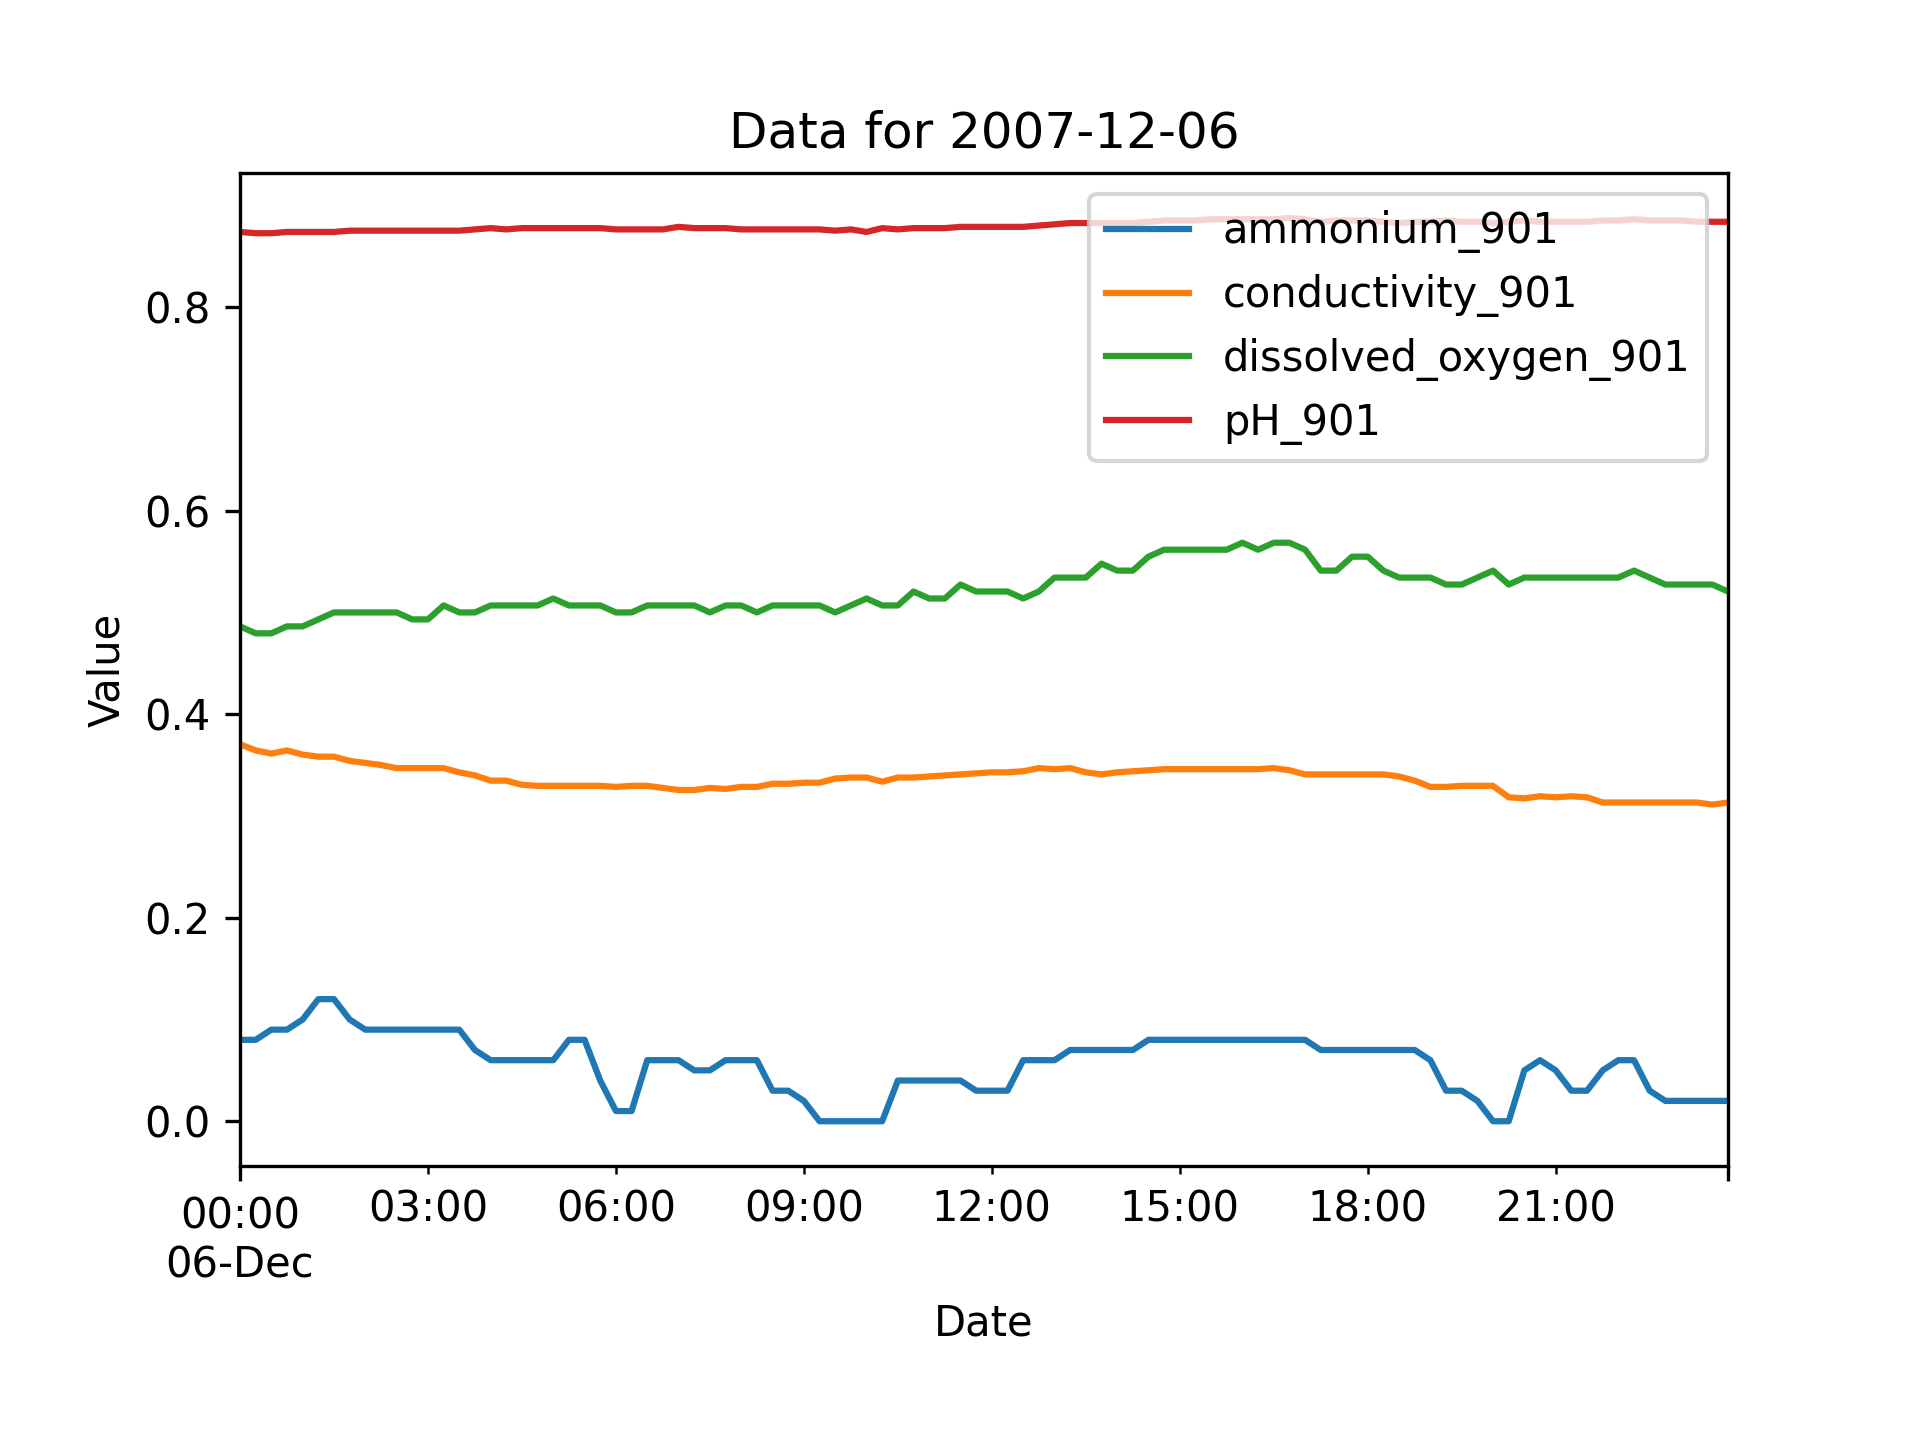 Data for 2007-12-06
ammonium_901
conductivity_901
dissolved_oxygen_901
pH_901
0.8
0.6
0.4
0.2
0.0
Value
00:00 03:00 06:00 09:00 12:00 15:00 18:00 21:00
06-Dec
Date